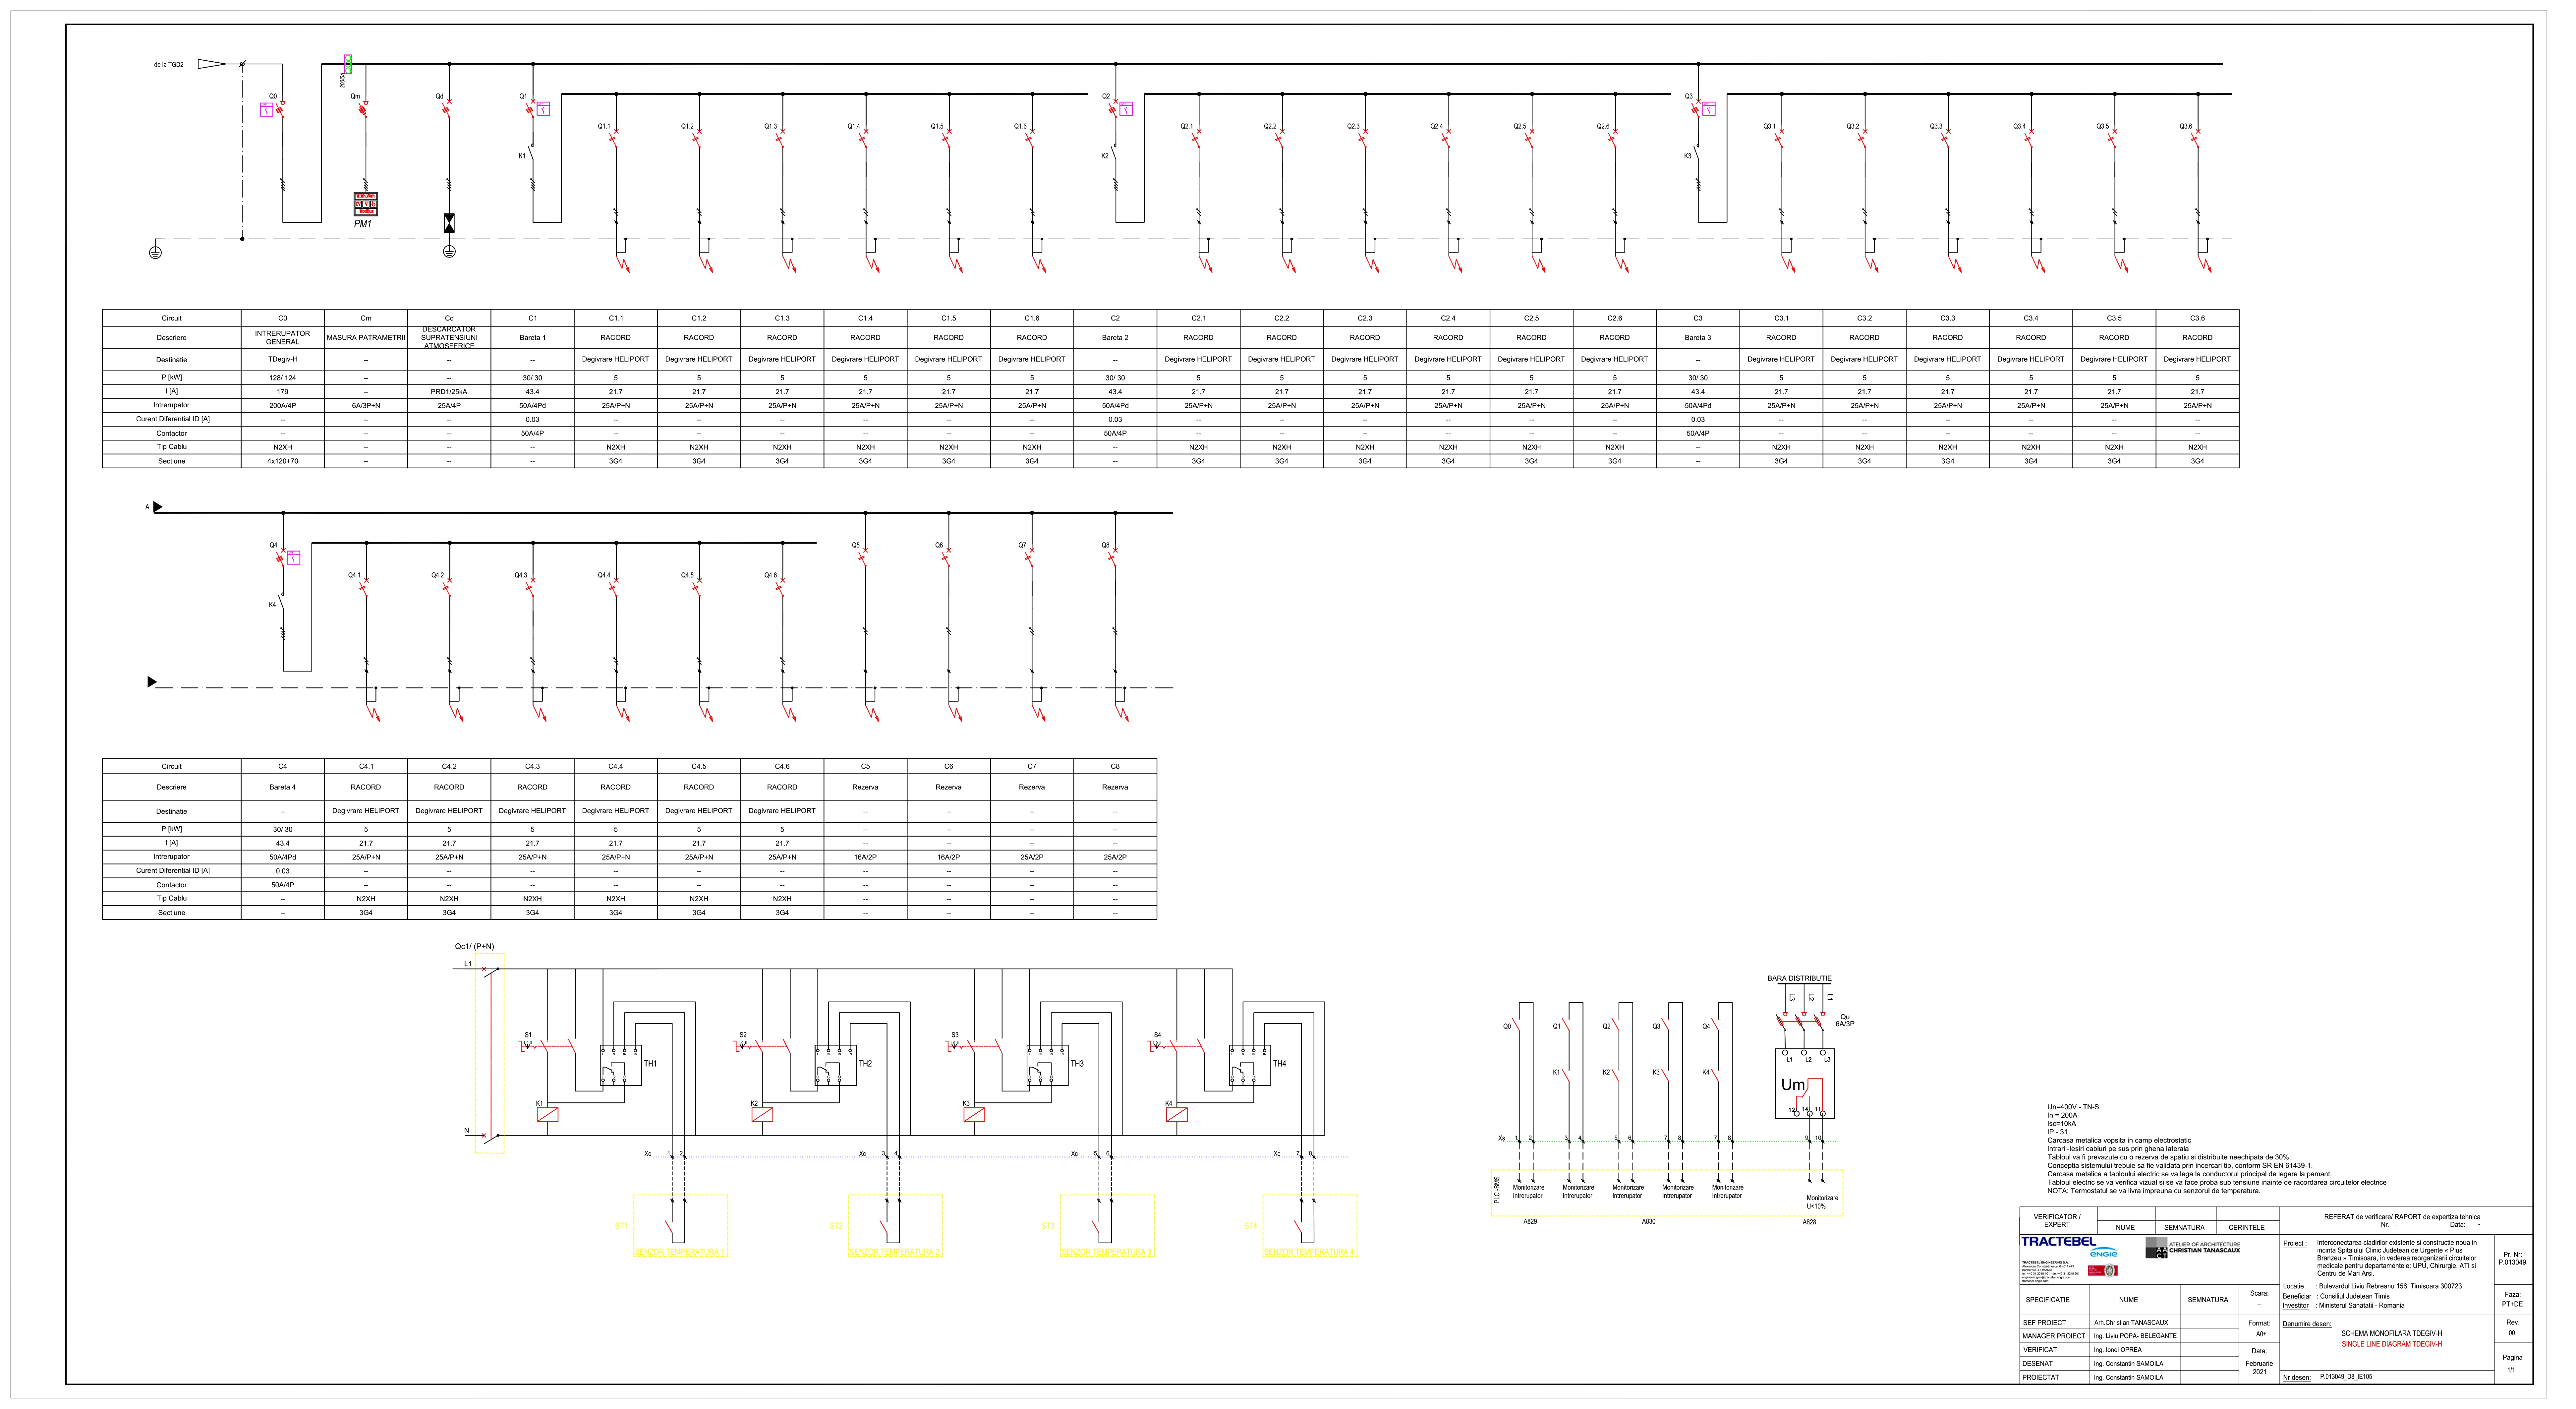 de la TGD2
200/5A
Q0
Qm
Qd
Q1
Q1.1
Q1.2
Q1.3
Q1.4
Q1.5
Q1.6
Q2
Q2.1
Q2.2
Q2.3
Q2.4
Q2.5
Q2.6
Q3
Q3.1
Q3.2
Q3.3
Q3.4
Q3.5
Q3.6
K1
K2
K3
PM1
Circuit C0 Cm Cd C1 C1.1 C1.2 C1.3 C1.4 C1.5 C1.6 C2 C2.1 C2.2 C2.3 C2.4 C2.5 C2.6 C3 C3.1 C3.2 C3.3 C3.4 C3.5 C3.6
Descriere INTRERUPATOR GENERAL MASURA PATRAMETRII DESCARCATOR SUPRATENSIUNI ATMOSFERICE Bareta 1 RACORD RACORD RACORD RACORD RACORD RACORD Bareta 2 RACORD RACORD RACORD RACORD RACORD RACORD Bareta 3 RACORD RACORD RACORD RACORD RACORD RACORD
Destinatie TDegiv-H -- -- -- Degivrare HELIPORT Degivrare HELIPORT Degivrare HELIPORT Degivrare HELIPORT Degivrare HELIPORT Degivrare HELIPORT -- Degivrare HELIPORT Degivrare HELIPORT Degivrare HELIPORT Degivrare HELIPORT Degivrare HELIPORT Degivrare HELIPORT -- Degivrare HELIPORT Degivrare HELIPORT Degivrare HELIPORT Degivrare HELIPORT Degivrare HELIPORT Degivrare HELIPORT
P [kW] 128/ 124 -- -- 30/ 30 5 5 5 5 5 5 30/ 30 5 5 5 5 5 5 30/ 30 5 5 5 5 5 5
I [A] 179 -- PRD1/25kA 43.4 21.7 21.7 21.7 21.7 21.7 21.7 43.4 21.7 21.7 21.7 21.7 21.7 21.7 43.4 21.7 21.7 21.7 21.7 21.7 21.7
Intrerupator 200A/4P 6A/3P+N 25A/4P 50A/4Pd 25A/P+N 25A/P+N 25A/P+N 25A/P+N 25A/P+N 25A/P+N 50A/4Pd 25A/P+N 25A/P+N 25A/P+N 25A/P+N 25A/P+N 25A/P+N 50A/4Pd 25A/P+N 25A/P+N 25A/P+N 25A/P+N 25A/P+N 25A/P+N
Curent Diferential ID [A] -- -- -- 0.03 -- -- -- -- -- -- 0.03 -- -- -- -- -- -- 0.03 -- -- -- -- -- --
Contactor -- -- -- 50A/4P -- -- -- -- -- -- 50A/4P -- -- -- -- -- -- 50A/4P -- -- -- -- -- --
Tip Cablu N2XH -- -- -- N2XH N2XH N2XH N2XH N2XH N2XH -- N2XH N2XH N2XH N2XH N2XH N2XH -- N2XH N2XH N2XH N2XH N2XH N2XH
Sectiune 4x120+70 -- -- -- 3G4 3G4 3G4 3G4 3G4 3G4 -- 3G4 3G4 3G4 3G4 3G4 3G4 -- 3G4 3G4 3G4 3G4 3G4 3G4
A
Q4
Q4.1
Q4.2
Q4.3
Q4.4
Q4.5
Q4.6
Q5
Q6
Q7
Q8
K4
Circuit C4 C4.1 C4.2 C4.3 C4.4 C4.5 C4.6 C5 C6 C7 C8
Descriere Bareta 4 RACORD RACORD RACORD RACORD RACORD RACORD Rezerva Rezerva Rezerva Rezerva
Destinatie -- Degivrare HELIPORT Degivrare HELIPORT Degivrare HELIPORT Degivrare HELIPORT Degivrare HELIPORT Degivrare HELIPORT -- -- -- --
P [kW] 30/ 30 5 5 5 5 5 5 -- -- -- --
I [A] 43.4 21.7 21.7 21.7 21.7 21.7 21.7 -- -- -- --
Intrerupator 50A/4Pd 25A/P+N 25A/P+N 25A/P+N 25A/P+N 25A/P+N 25A/P+N 16A/2P 16A/2P 25A/2P 25A/2P
Curent Diferential ID [A] 0.03 -- -- -- -- -- -- -- -- -- --
Contactor 50A/4P -- -- -- -- -- -- -- -- -- --
Tip Cablu -- N2XH N2XH N2XH N2XH N2XH N2XH -- -- -- --
Sectiune -- 3G4 3G4 3G4 3G4 3G4 3G4 -- -- -- --
Qc1/ (P+N)
L1
S1
S2
S3
S4
TH1
TH2
TH3
TH4
K1
K2
K3
K4
N
Xc 1 2
Xc 3 4
Xc 5 6
Xc 7 8
ST1
ST2
ST3
ST4
SENZOR TEMPERATURA 1
SENZOR TEMPERATURA 2
SENZOR TEMPERATURA 3
SENZOR TEMPERATURA 4
BARA DISTRIBUTIE
L3 L2 L1
Qu
6A/3P
Q0
Q1
Q2
Q3
Q4
K1
K2
K3
K4
L1 L2 L3
Um
12 14 11
Xs 1 2 3 4 5 6 7 8 7 8 9 10
PLC -BMS
Monitorizare Intrerupator
Monitorizare Intrerupator
Monitorizare Intrerupator
Monitorizare Intrerupator
Monitorizare Intrerupator
Monitorizare
U<10%
A829
A830
A828
Un=400V - TN-S
In = 200A
Isc=10kA
IP - 31
Carcasa metalica vopsita in camp electrostatic
Intrari -Iesiri cabluri pe sus prin ghena laterala
Tabloul va fi prevazute cu o rezerva de spatiu si distribuite neechipata de 30% .
Conceptia sistemului trebuie sa fie validata prin incercari tip, conform SR EN 61439-1.
Carcasa metalica a tabloului electric se va lega la conductorul principal de legare la pamant.
Tabloul electric se va verifica vizual si se va face proba sub tensiune inainte de racordarea circuitelor electrice
NOTA: Termostatul se va livra impreuna cu senzorul de temperatura.
VERIFICATOR /
EXPERT
NUME
SEMNATURA
CERINTELE
REFERAT de verificare/ RAPORT de expertiza tehnica
Nr. - Data: -
TRACTEBEL
ENGIE
ATELIER OF ARCHITECTURE
CHRISTIAN TANASCAUX
TRACTEBEL ENGINEERING S.A.
Proiect : Interconectarea cladirilor existente si constructie noua in
incinta Spitalului Clinic Judetean de Urgente « Pius
Branzeu » Timisoara, in vederea reorganizarii circuitelor
medicale pentru departamentele: UPU, Chirurgie, ATI si
Centru de Mari Arsi.
Pr. Nr:
P.013049
Locatie : Bulevardul Liviu Rebreanu 156, Timisoara 300723
Beneficiar : Consiliul Judetean Timis
Investitor : Ministerul Sanatatii - Romania
Faza:
PT+DE
SPECIFICATIE
NUME
SEMNATURA
Scara:
--
SEF PROIECT Arh.Christian TANASCAUX
MANAGER PROIECT Ing. Liviu POPA- BELEGANTE
VERIFICAT Ing. Ionel OPREA
DESENAT Ing. Constantin SAMOILA
PROIECTAT Ing. Constantin SAMOILA
Format:
A0+
Data:
Februarie
2021
Denumire desen:
SCHEMA MONOFILARA TDEGIV-H
SINGLE LINE DIAGRAM TDEGIV-H
Rev.
00
Pagina
1/1
Nr desen: P.013049_D8_IE105